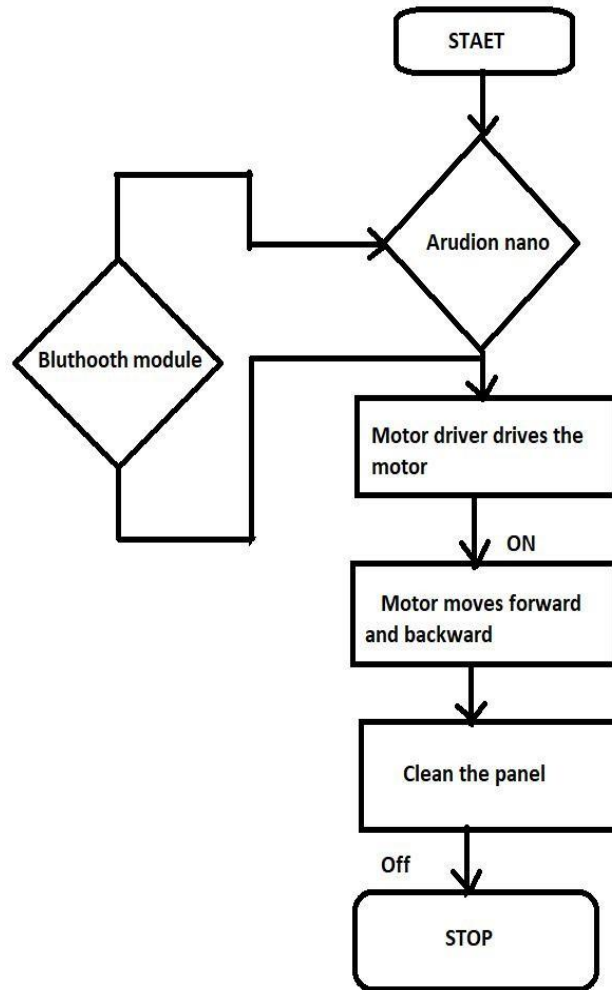 STAET
Arudion nano
Bluthooth module
Motor driver drives the
motor
ON
Motor moves forward
and backward
Clean the panel
Off
STOP